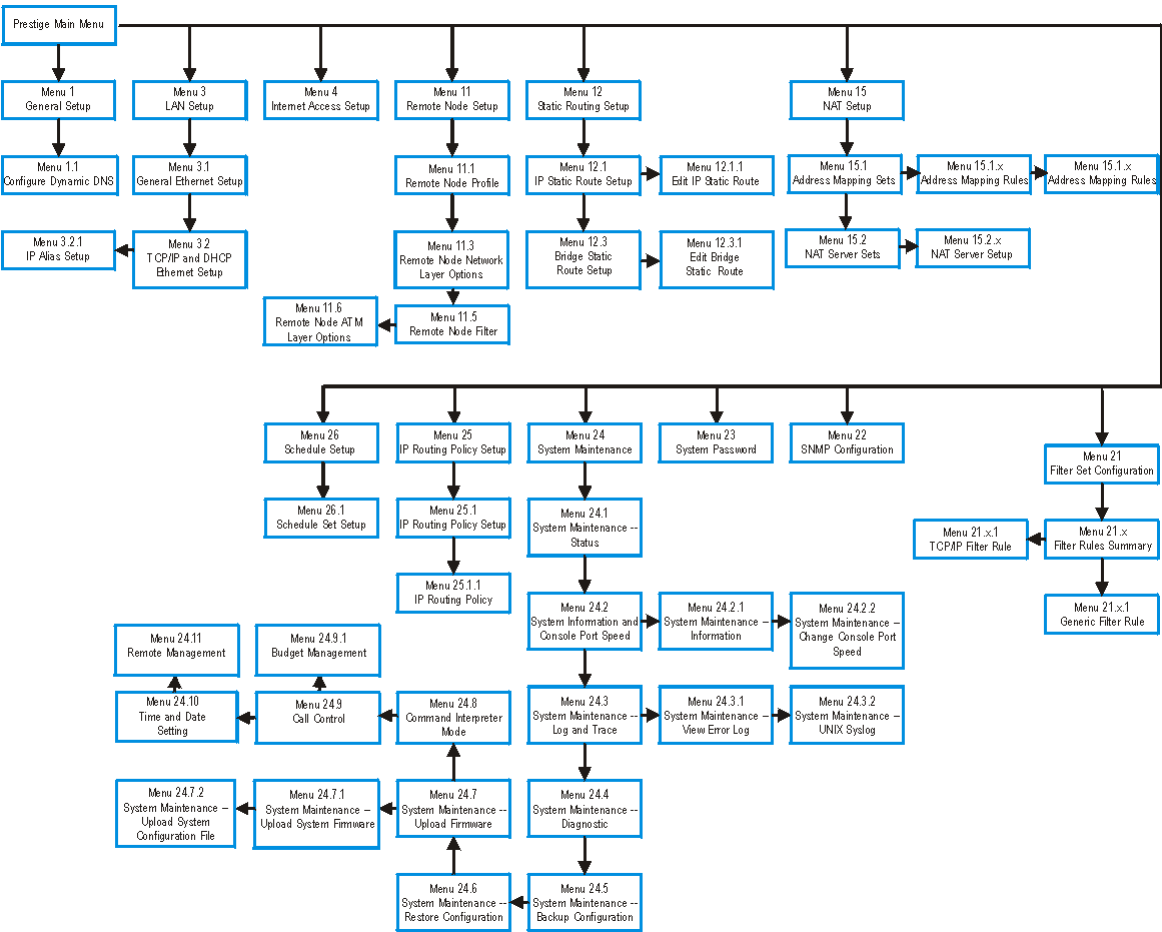 Prestige Main Menu
Menu 1
General Setup
Menu 3
LAN Setup
Menu 4
Internet Access Setup
Menu 11
Remote Node Setup
Menu 12
Static Routing Setup
Menu 15
NAT Setup
Menu 1.1
Configure Dynamic DNS
Menu 3.1
General Ethernet Setup
Menu 11.1
Remote Node Profile
Menu 12.1
IP Static Route Setup
Menu 12.1.1
Edit IP Static Route
Menu 15.1
Address Mapping Sets
Menu 15.1.x
Address Mapping Rules
Menu 15.1.x
Address Mapping Rules
Menu 3.2.1
IP Alias Setup
Menu 3.2
TCP/IP and DHCP
Ethernet Setup
Menu 11.3
Remote Node Network
Layer Options
Menu 12.3
Bridge Static
Route Setup
Menu 12.3.1
Edit Bridge
Static Route
Menu 15.2
NAT Server Sets
Menu 15.2.x
NAT Server Setup
Menu 11.6
Remote Node ATM
Layer Options
Menu 11.5
Remote Node Filter
Menu 26
Schedule Setup
Menu 25
IP Routing Policy Setup
Menu 24
System Maintenance
Menu 23
System Password
Menu 22
SNMP Configuration
Menu 21
Filter Set Configuration
Menu 26.1
Schedule Set Setup
Menu 25.1
IP Routing Policy Setup
Menu 24.1
System Maintenance --
Status
Menu 21.x.1
TCP/IP Filter Rule
Menu 21.x
Filter Rules Summary
Menu 25.1.1
IP Routing Policy
Menu 24.2
System Information and
Console Port Speed
Menu 24.2.1
System Maintenance –
Information
Menu 24.2.2
System Maintenance –
Change Console Port
Speed
Menu 21.x.1
Generic Filter Rule
Menu 24.11
Remote Management
Menu 24.9.1
Budget Management
Menu 24.10
Time and Date
Setting
Menu 24.9
Call Control
Menu 24.8
Command Interpreter
Mode
Menu 24.3
System Maintenance --
Log and Trace
Menu 24.3.1
System Maintenance –
View Error Log
Menu 24.3.2
System Maintenance –
UNIX Syslog
Menu 24.7.2
System Maintenance –
Upload System
Configuration File
Menu 24.7.1
System Maintenance –
Upload System Firmware
Menu 24.7
System Maintenance --
Upload Firmware
Menu 24.4
System Maintenance --
Diagnostic
Menu 24.6
System Maintenance --
Restore Configuration
Menu 24.5
System Maintenance --
Backup Configuration